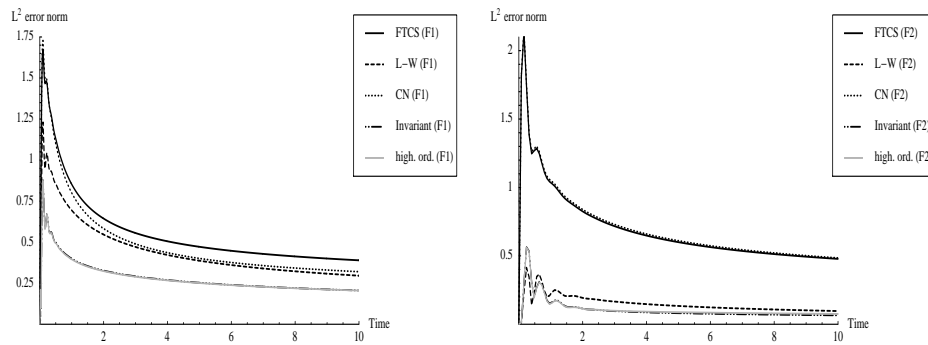 L² error norm
1.75
1.5
1.25
1
0.75
0.5
0.25
2
4
6
8
10
Time
FTCS (F1)
L−W (F1)
CN (F1)
Invariant (F1)
high. ord. (F1)
L² error norm
2
1.5
1
0.5
2
4
6
8
10
Time
FTCS (F2)
L−W (F2)
CN (F2)
Invariant (F2)
high. ord. (F2